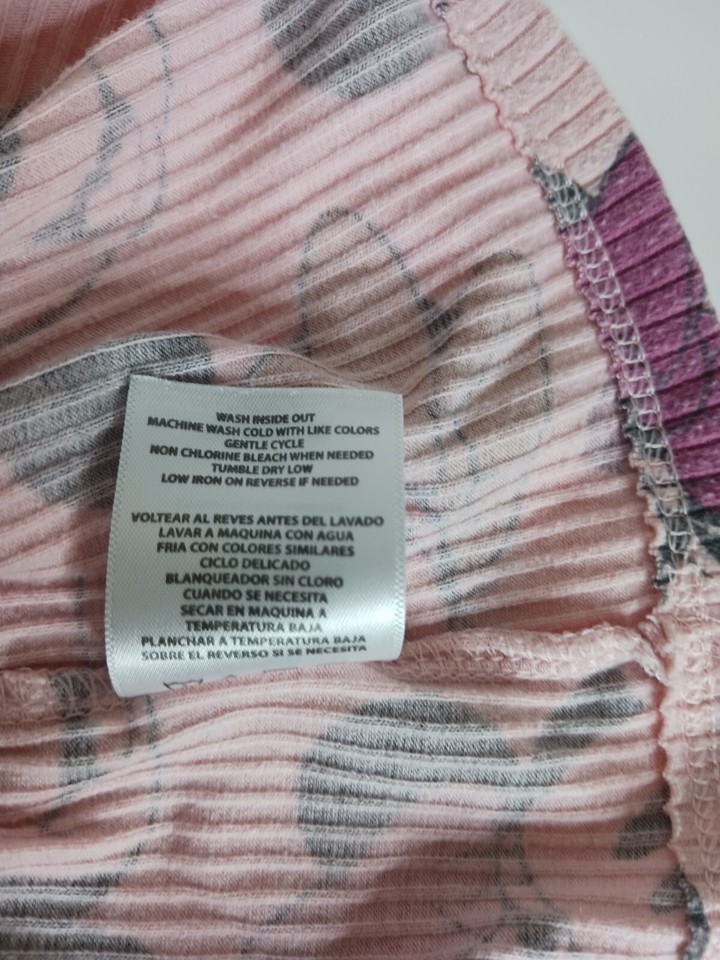 WASH INSIDE OUT
MACHINE WASH COLD WITH LIKE COLORS
GENTLE CYCLE
NON CHLORINE BLEACH WHEN NEEDED
TUMBLE DRY LOW
LOW IRON ON REVERSE IF NEEDED
VOLTEAR AL REVES ANTES DEL LAVADO
LAVAR A MAQUINA CON AGUA
FRIA CON COLORES SIMILARES
CICLO DELICADO
BLANQUEADOR SIN CLORO
CUANDO SE NECESITA
SECAR EN MAQUINA A
TEMPERATURA BAJA
PLANCHAR A TEMPERATURA BAJA
SOBRE EL REVERSO SI SE NECESITA